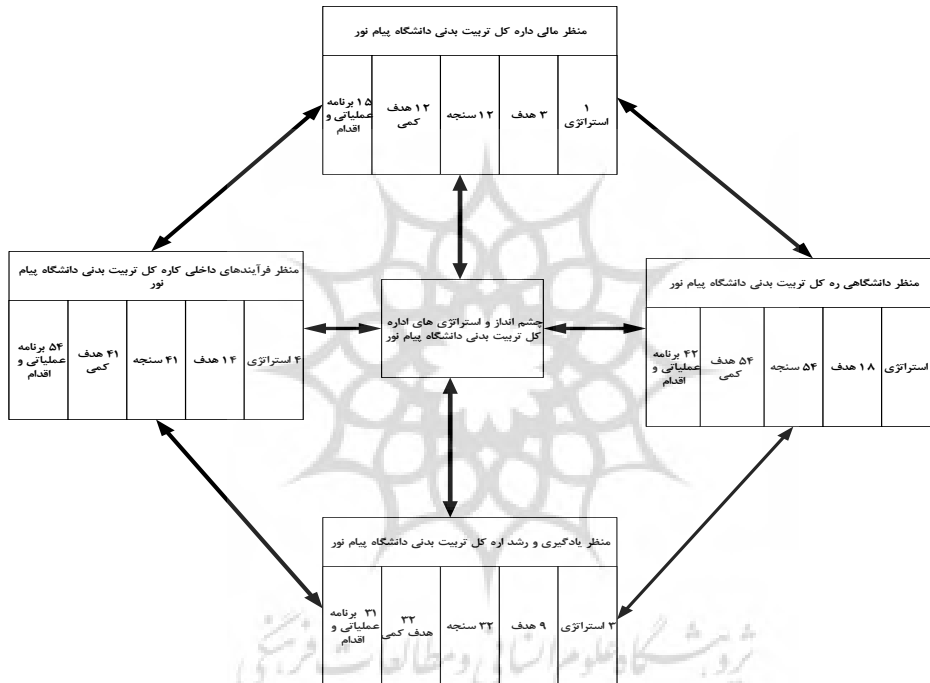 منظر مالی داره کل تربیت بدنی دانشگاه پیام نور
۱
استراتژی
۳ هدف
۱۲ سنجه
۱۲ هدف
کمی
۱۵ برنامه
عملیاتی و
اقدام
منظر دانشگاهی ره کل تربیت بدنی دانشگاه پیام نور
استراتژی
۱۸ هدف
۵۴ سنجه
۵۴ هدف
کمی
۴۲ برنامه
عملیاتی و
اقدام
چشم انداز و استراتژی های اداره
کل تربیت بدنی دانشگاه پیام نور
منظر فرآیندهای داخلی کاره کل تربیت بدنی دانشگاه پیام
نور
۴ استراتژی
۱۴ هدف
۴۱ سنجه
۴۱ هدف
کمی
۵۴ برنامه
عملیاتی و
اقدام
منظر یادگیری و رشد اره کل تربیت بدنی دانشگاه پیام نور
۳ استراتژی
۹ هدف
۳۲ سنجه
۳۲
هدف کمی
۳۱ برنامه
عملیاتی و
اقدام
پژوهشگاه علوم انسانی و مطالعات فرهنگی